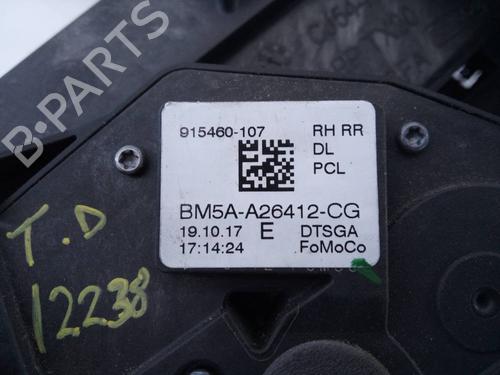 B-PARTS
915460-107 RH RR
DL
PCL
BM5A-A26412-CG
19.10.17 E DTSGA
17:14:24 FoMoCo
T.D
12238